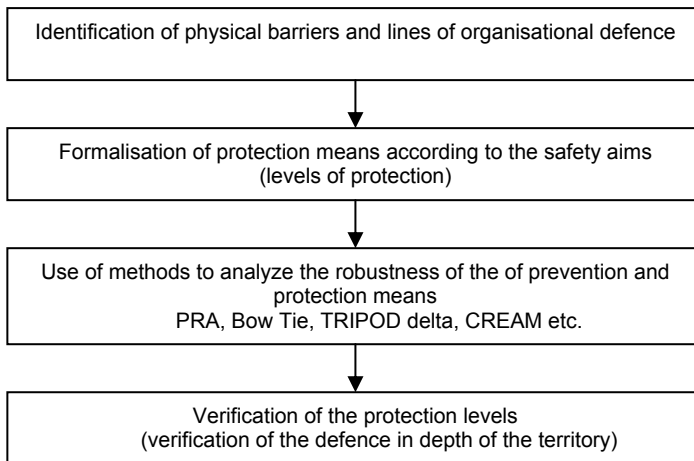 Identification of physical barriers and lines of organisational defence
Formalisation of protection means according to the safety aims
(levels of protection)
Use of methods to analyze the robustness of the of prevention and
protection means
PRA, Bow Tie, TRIPOD delta, CREAM etc.
Verification of the protection levels
(verification of the defence in depth of the territory)